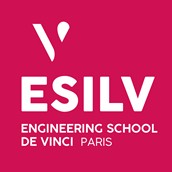 ESILV
ENGINEERING SCHOOL
DE VINCI PARIS